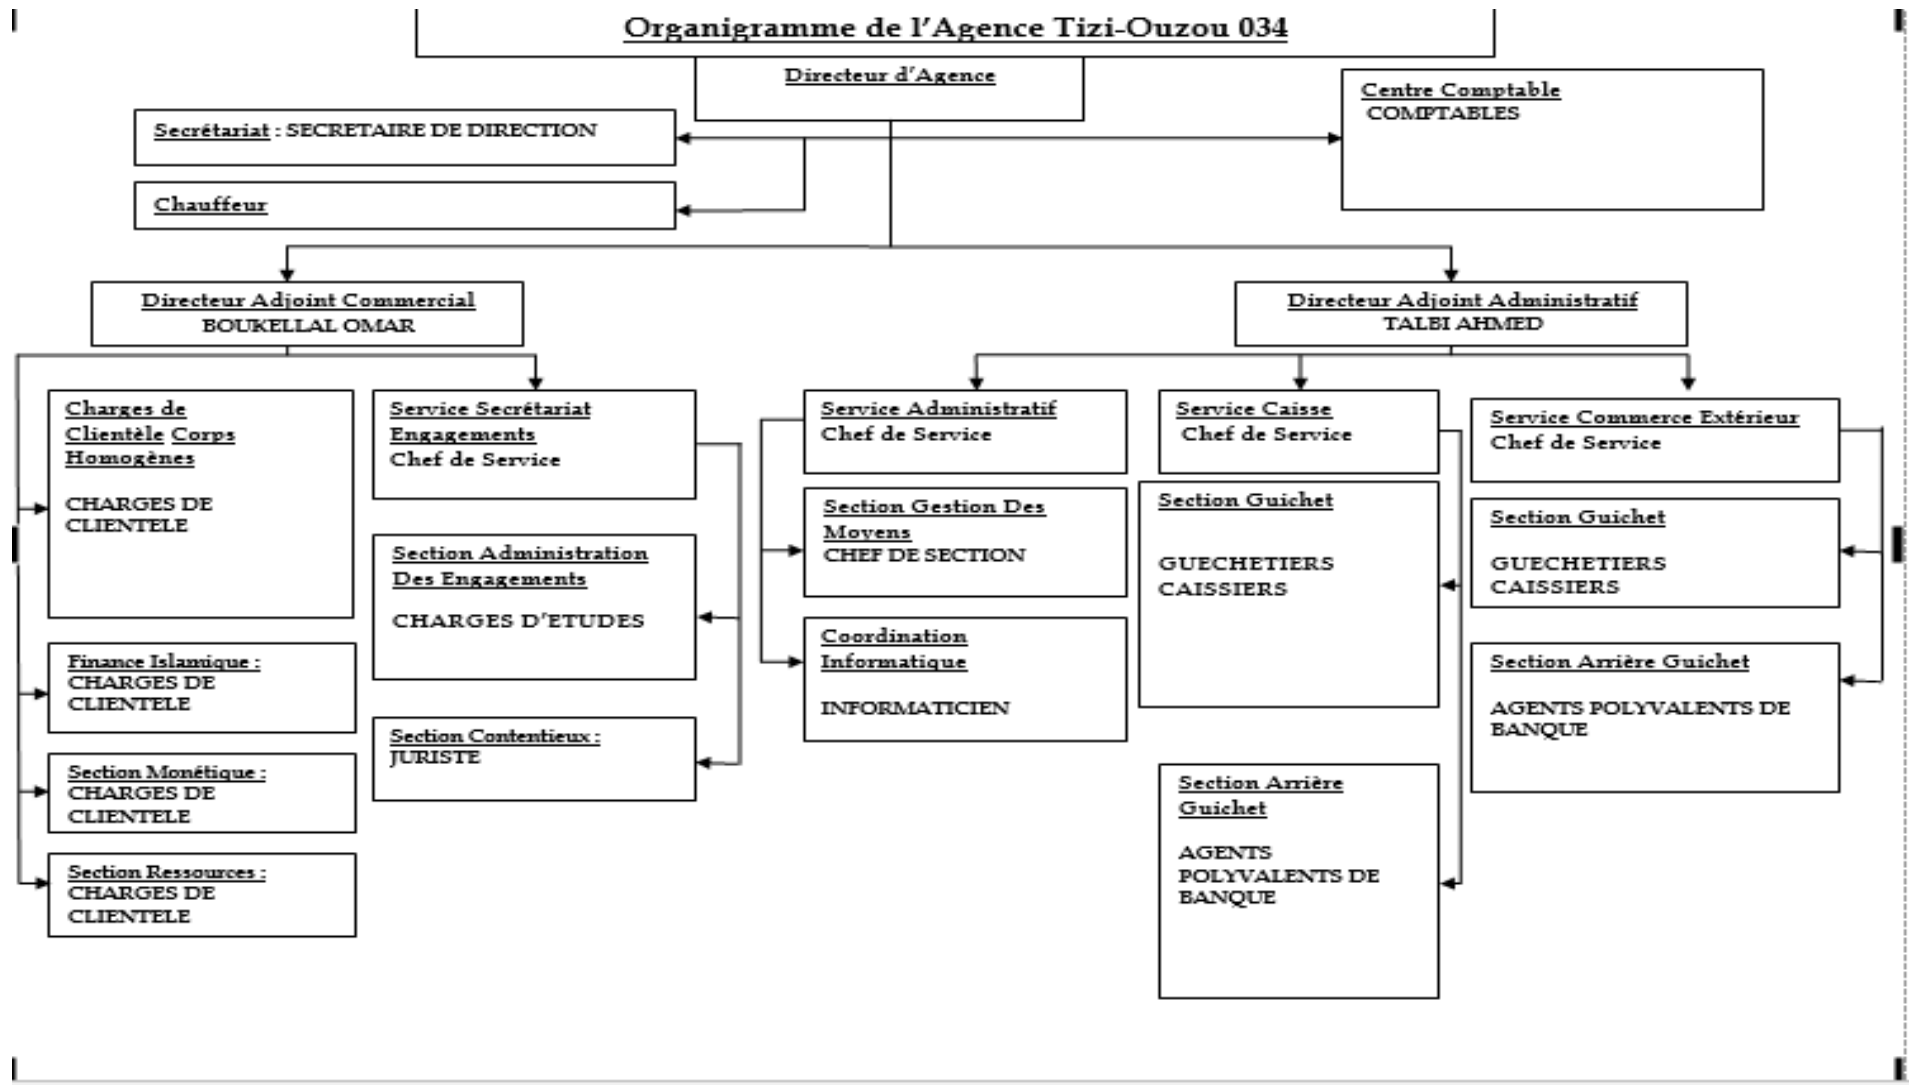 Organigramme de l'Agence Tizi-Ouzou 034
Directeur d'Agence
Centre Comptable
COMPTABLES
Secrétariat : SECRETAIRE DE DIRECTION
Chauffeur
Directeur Adjoint Commercial
BOUKELLAL OMAR
Directeur Adjoint Administratif
TALBI AHMED
Charges de
Clientèle Corps
Homogènes
CHARGES DE
CLIENTELE
Finance Islamique :
CHARGES DE
CLIENTELE
Section Monétique :
CHARGES DE
CLIENTELE
Section Ressources :
CHARGES DE
CLIENTELE
Service Secrétariat
Engagements
Chef de Service
Section Administration
Des Engagements
CHARGES D'ETUDES
Section Contentieux :
JURISTE
Service Administratif
Chef de Service
Section Gestion Des
Moyens
CHEF DE SECTION
Coordination
Informatique
INFORMATICIEN
Service Caisse
Chef de Service
Section Guichet
GUECHETIERS
CAISSIERS
Section Arrière
Guichet
AGENTS
POLYVALENTS DE
BANQUE
Service Commerce Extérieur
Chef de Service
Section Guichet
GUECHETIERS
CAISSIERS
Section Arrière Guichet
AGENTS POLYVALENTS DE
BANQUE